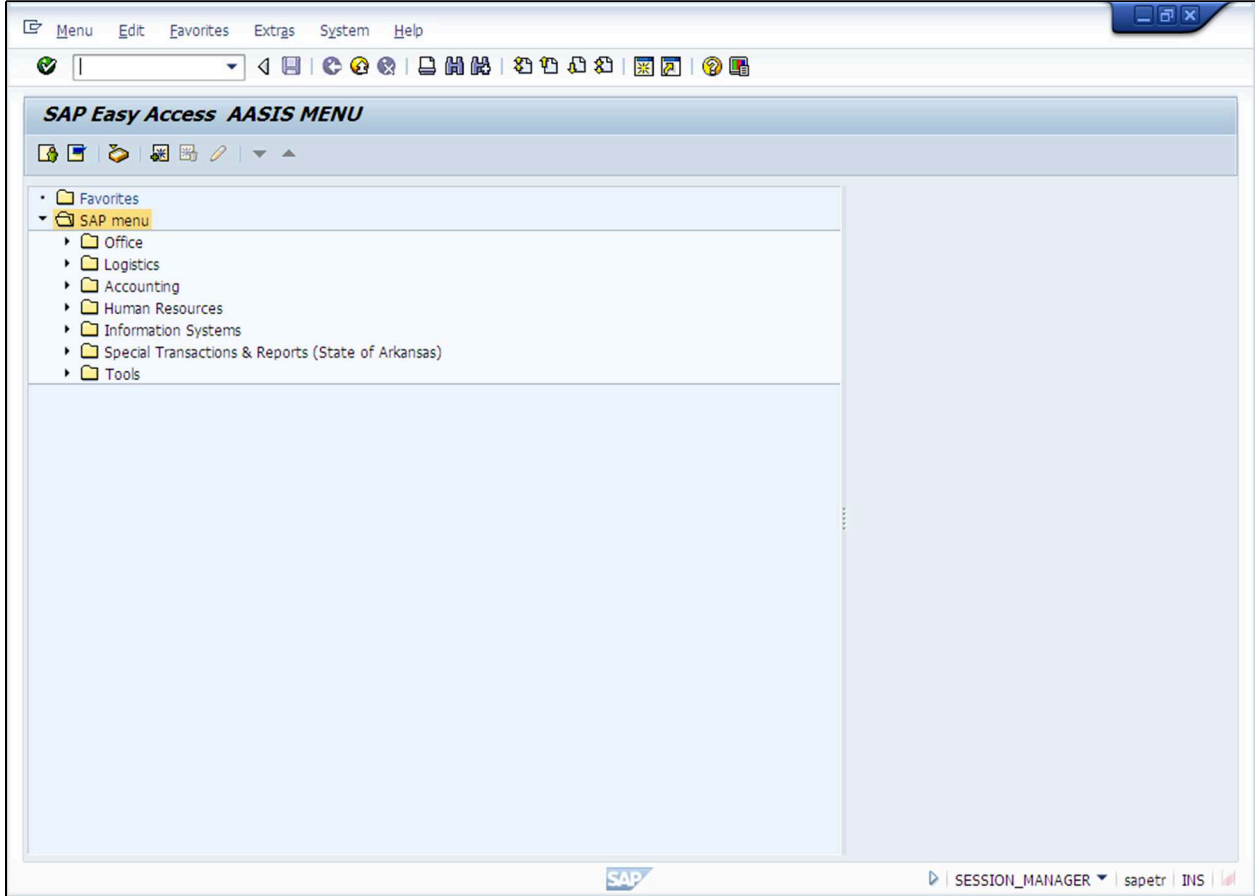 Menu Edit Favorites Extras System Help
SAP Easy Access AASIS MENU
Favorites
SAP menu
Office
Logistics
Accounting
Human Resources
Information Systems
Special Transactions & Reports (State of Arkansas)
Tools
SAP
SESSION_MANAGER sapetr INS